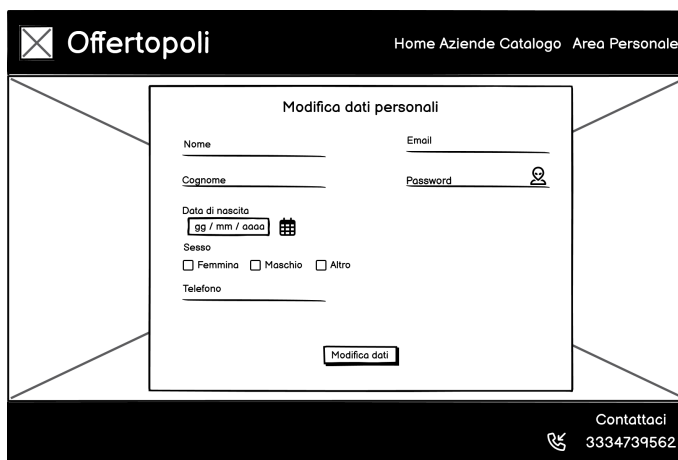 Offertopoli
Home Aziende Catalogo Area Personale
Modifica dati personali
Nome
Email
Cognome
Password
Data di nascita
gg / mm / aaaa
Sesso
Femmina Maschio Altro
Telefono
Modifica dati
Contattaci
3334739562